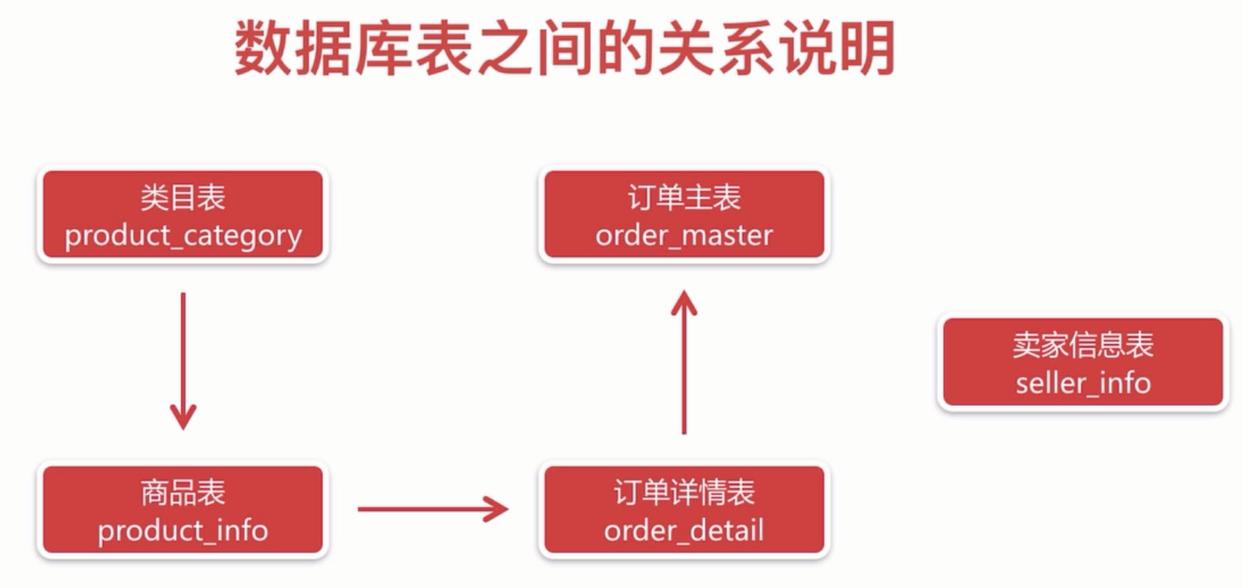 数据库表之间的关系说明
类目表
product_category
订单主表
order_master
卖家信息表
seller_info
商品表
product_info
订单详情表
order_detail